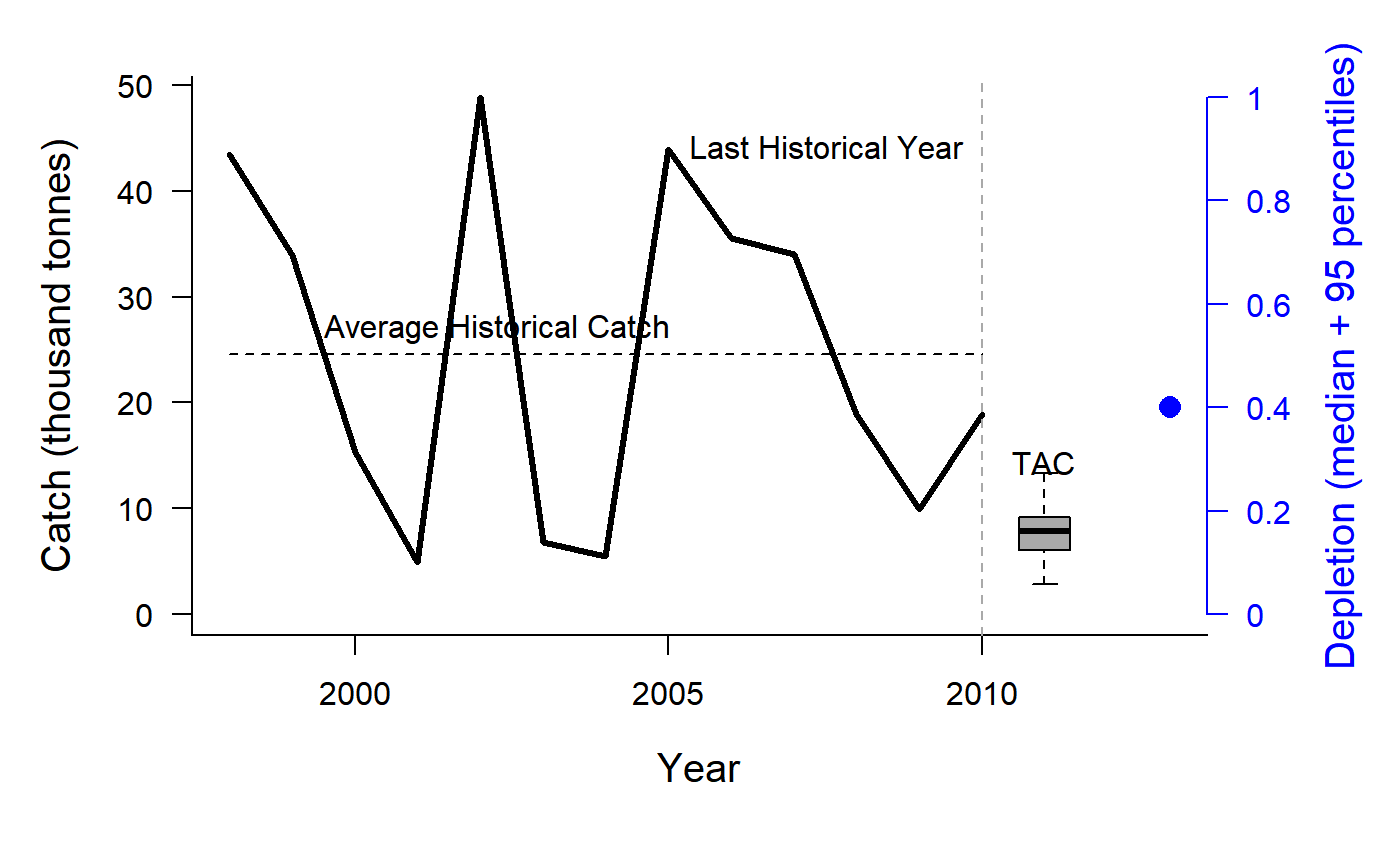 Catch (thousand tonnes)
50
40
30
20
10
0
Last Historical Year
Average Historical Catch
TAC
1
0.8
0.6
0.4
0.2
0
Depletion (median + 95 percentiles)
2000
2005
2010
Year